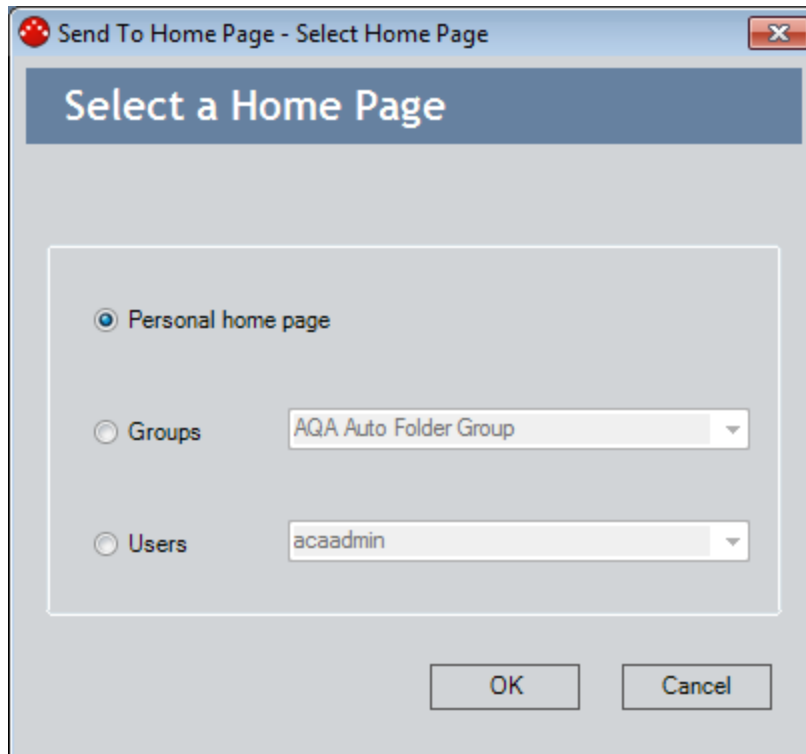 Send To Home Page - Select Home Page
Select a Home Page
Personal home page
Groups AQA Auto Folder Group
Users acaadmin
OK Cancel